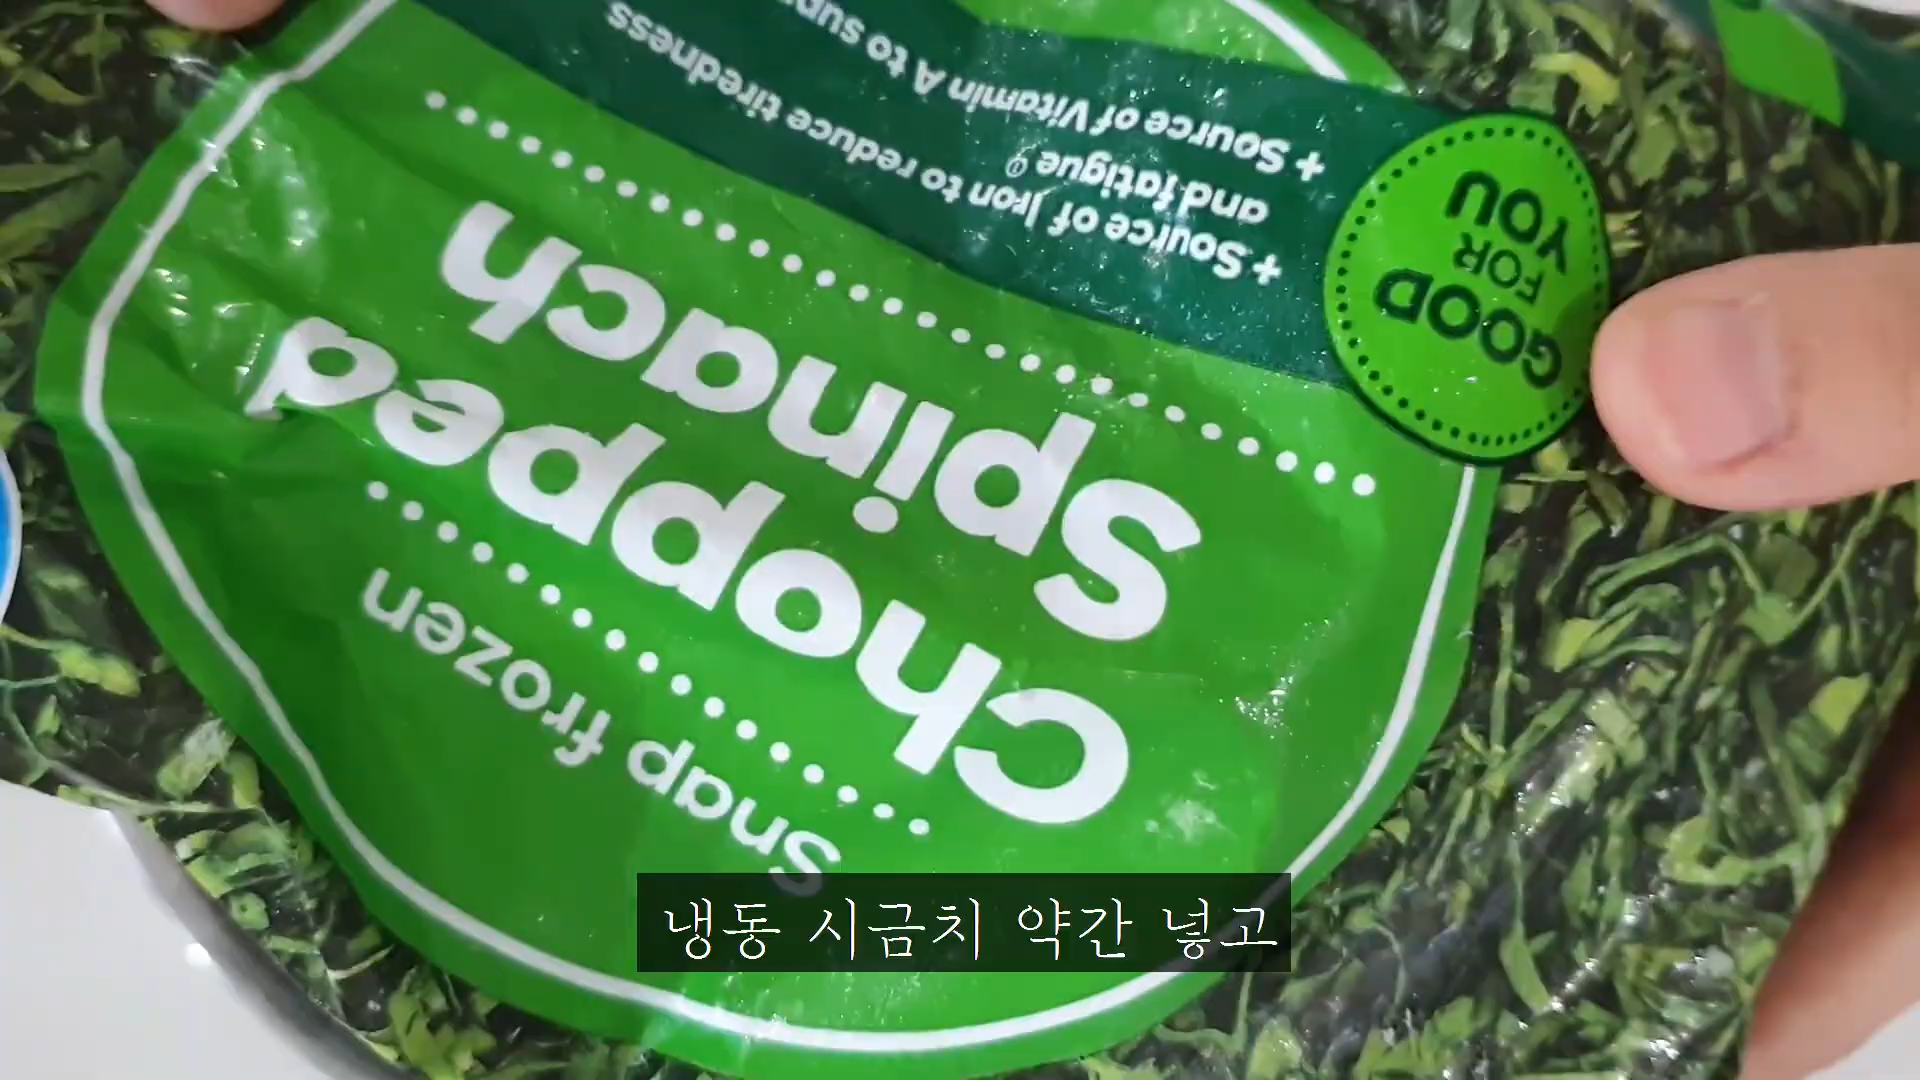 Snap frozen
Chopped
Spinach
+ Source of Iron to reduce tiredness
and fatigue
+ Source of Vitamin A to
GOOD
FOR
YOU
냉동 시금치 약간 넣고